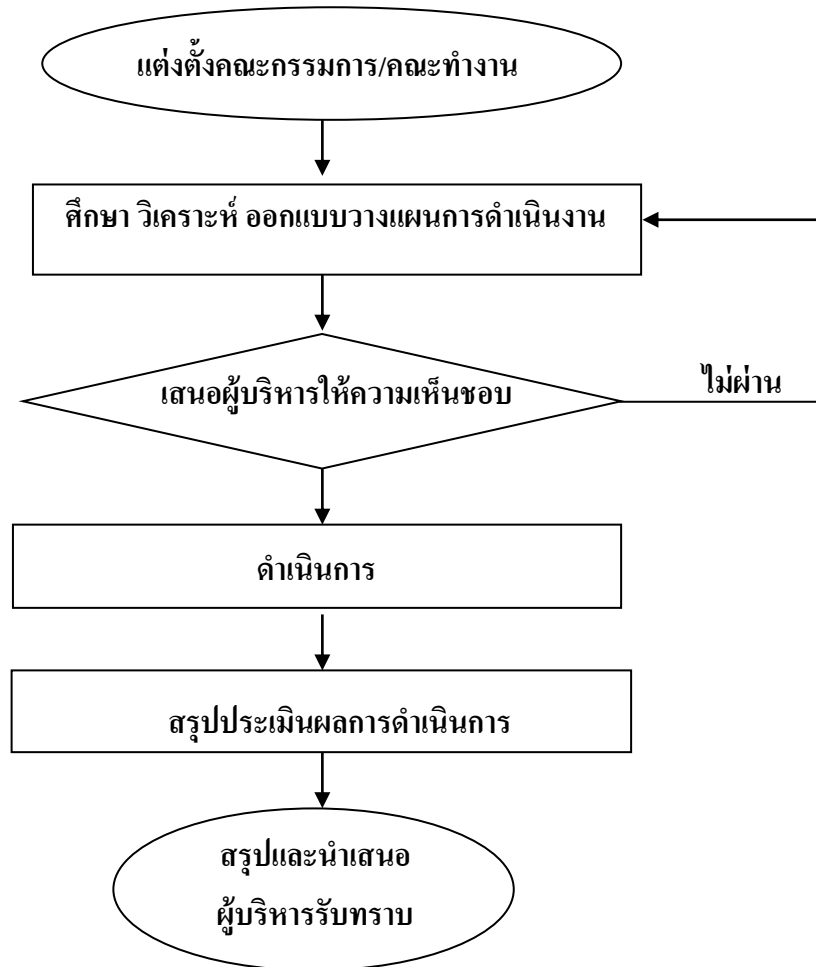 แต่งตั้งคณะกรรมการ/คณะทำงาน
ศึกษา วิเคราะห์ ออกแบบวางแผนการดำเนินงาน
เสนอผู้บริหารให้ความเห็นชอบ
ไม่ผ่าน
ดำเนินการ
สรุปประเมินผลการดำเนินการ
สรุปและนำเสนอ
ผู้บริหารรับทราบ